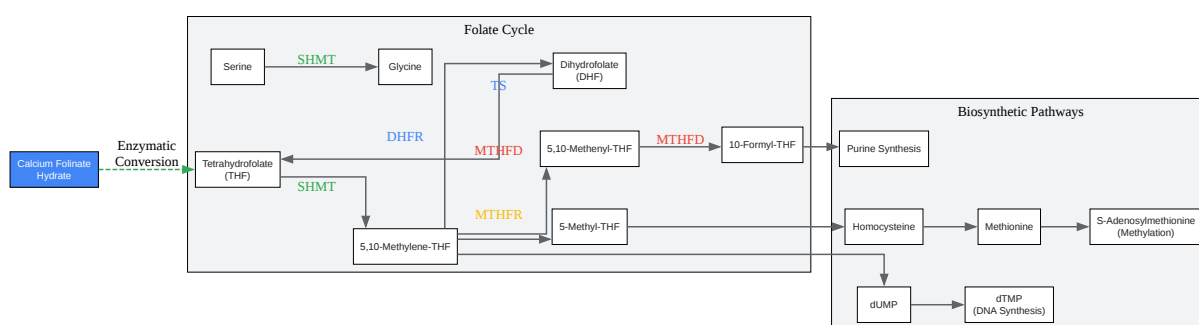 Folate Cycle
Serine
SHMT
Glycine
Dihydrofolate
(DHF)
TS
DHFR
Enzymatic
Conversion
Calcium Folinate
Hydrate
Tetrahydrofolate
(THF)
SHMT
MTHFD
5,10-Methenyl-THF
MTHFD
10-Formyl-THF
MTHFR
5,10-Methylene-THF
5-Methyl-THF
Biosynthetic Pathways
Purine Synthesis
Homocysteine
Methionine
S-Adenosylmethionine
(Methylation)
dUMP
dTMP
(DNA Synthesis)